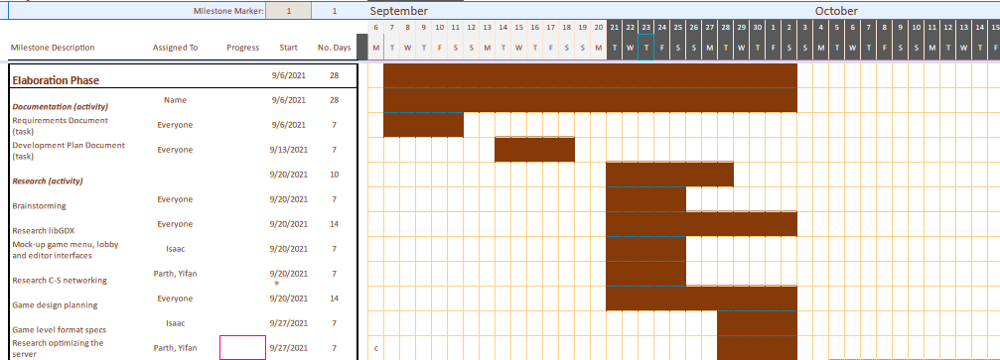 Milestone Marker: 1 1 September October
6 7 8 9 10 11 12 13 14 15 16 17 18 19 20 21 22 23 24 25 26 27 28 29 30 1 2 3 4 5 6 7 8 9 10 11 12 13 14 15
Milestone Description Assigned To Progress Start No. Days M T W T F S S M T W T F S S M T W T F S S M T W T F S S M T W T F S S M T W T F
Elaboration Phase 9/6/2021 28
Documentation (activity) Name 9/6/2021 28
Requirements Document
(task) Everyone 9/6/2021 7
Development Plan Document
(task) Everyone 9/13/2021 7
Research (activity) 9/20/2021 10
Brainstorming Everyone 9/20/2021 7
Research libGDX Everyone 9/20/2021 14
Mock-up game menu, lobby
and editor interfaces Isaac 9/20/2021 7
Research C-S networking Parth, Yifan 9/20/2021 7
Game design planning Everyone 9/20/2021 14
Game level format specs Isaac 9/27/2021 7
Research optimizing the
server Parth, Yifan 9/27/2021 7 c